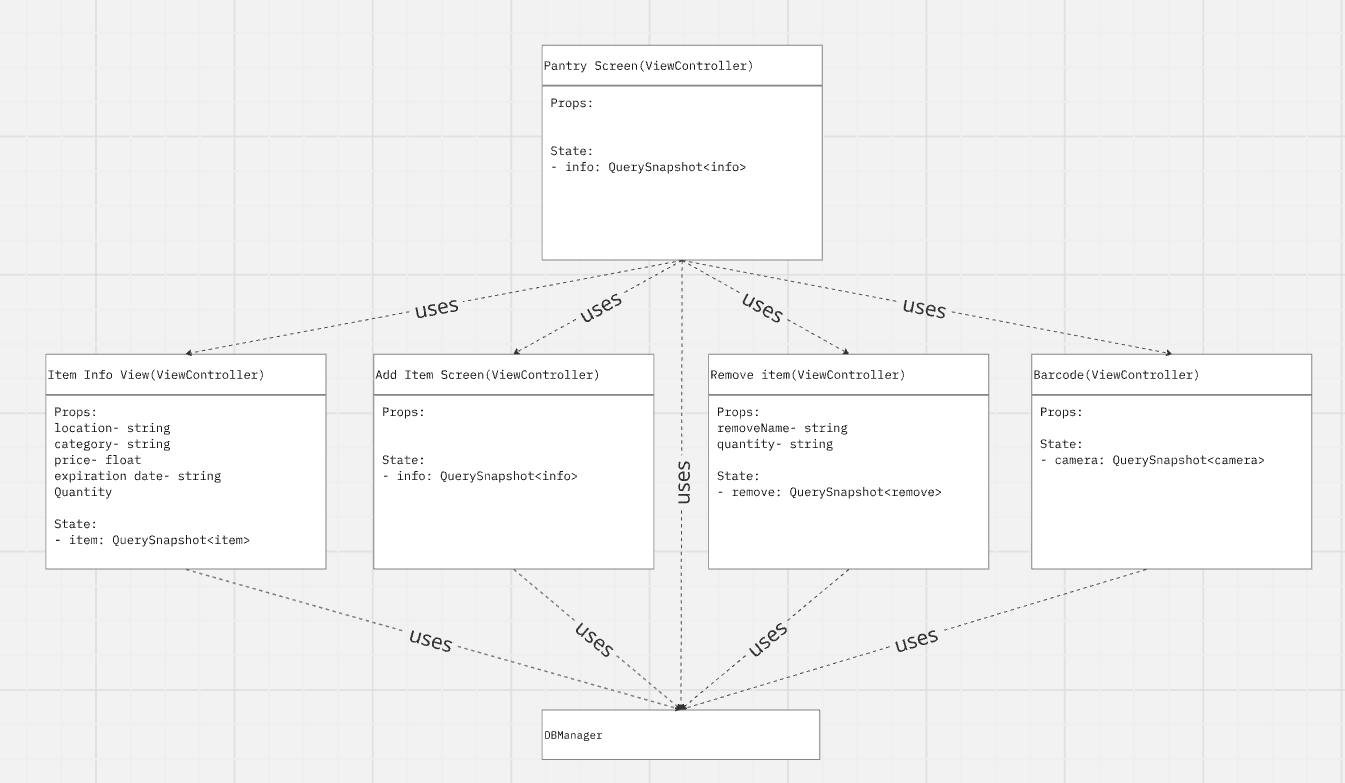 Pantry Screen(ViewController)
Props:
State:
- info: QuerySnapshot<info>
uses
uses
uses
uses
Item Info View(ViewController)
Props:
location- string
category- string
price- float
expiration date- string
Quantity
State:
- item: QuerySnapshot<item>
Add Item Screen(ViewController)
Props:
State:
- info: QuerySnapshot<info>
uses
Remove item(ViewController)
Props:
removeName- string
quantity- string
State:
- remove: QuerySnapshot<remove>
Barcode(ViewController)
Props:
State:
- camera: QuerySnapshot<camera>
uses
uses
uses
uses
DBManager